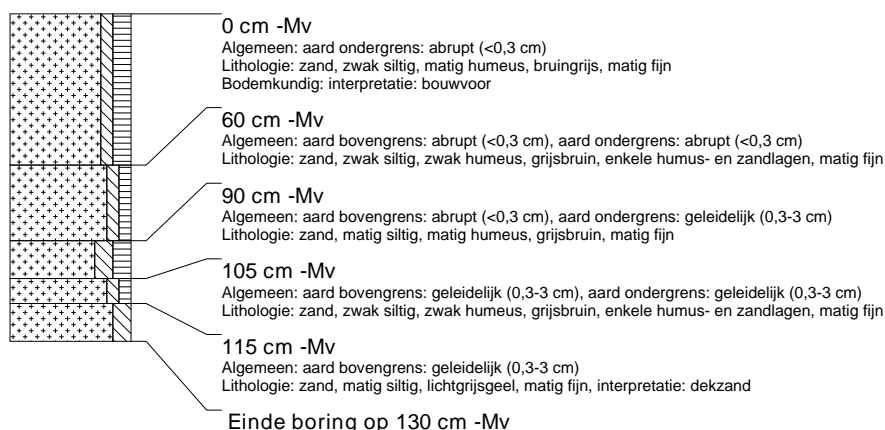 0 cm -Mv
Algemeen: aard ondergrens: abrupt (<0,3 cm)
Lithologie: zand, zwak siltig, matig humeus, bruingrijs, matig fijn
Bodemkundig: interpretatie: bouwvoor
60 cm -Mv
Algemeen: aard bovengrens: abrupt (<0,3 cm), aard ondergrens: abrupt (<0,3 cm)
Lithologie: zand, zwak siltig, zwak humeus, grijsbruin, enkele humus- en zandlagen, matig fijn
90 cm -Mv
Algemeen: aard bovengrens: abrupt (<0,3 cm), aard ondergrens: geleidelijk (0,3-3 cm)
Lithologie: zand, matig siltig, matig humeus, grijsbruin, matig fijn
105 cm -Mv
Algemeen: aard bovengrens: geleidelijk (0,3-3 cm), aard ondergrens: geleidelijk (0,3-3 cm)
Lithologie: zand, zwak siltig, zwak humeus, grijsbruin, enkele humus- en zandlagen, matig fijn
115 cm -Mv
Algemeen: aard bovengrens: geleidelijk (0,3-3 cm)
Lithologie: zand, matig siltig, lichtgrijsgeel, matig fijn, interpretatie: dekzand
Einde boring op 130 cm -Mv